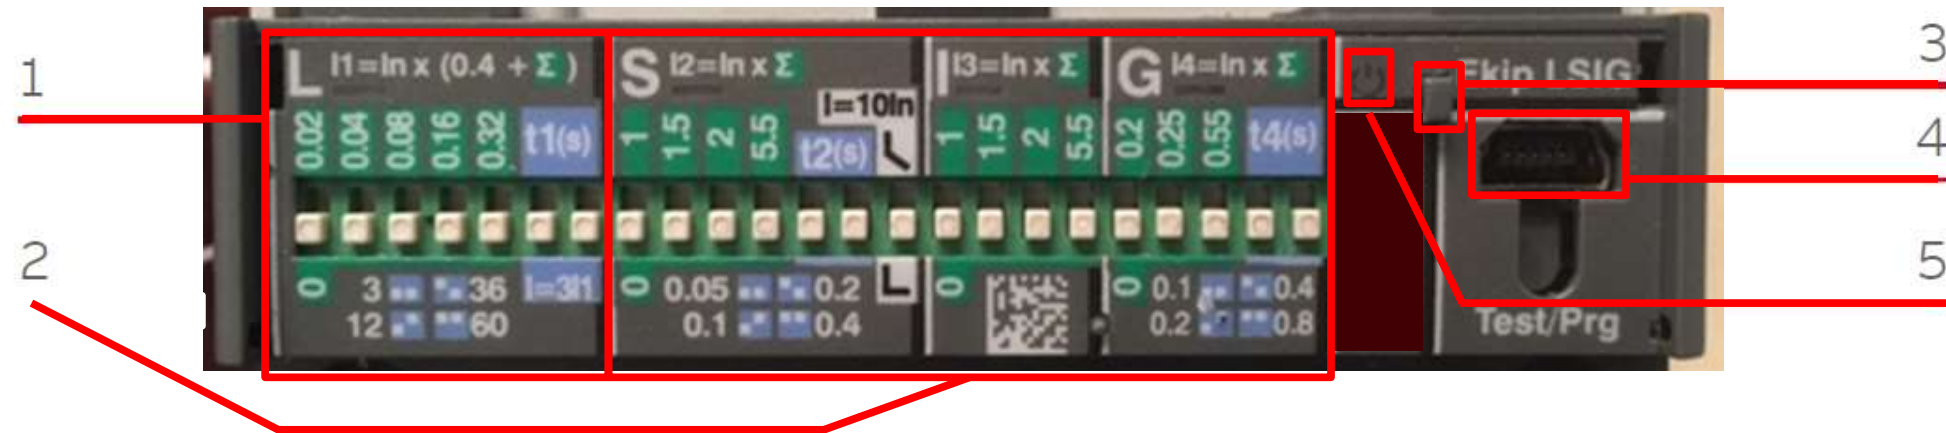 1
2
3
4
5
L I1=In x (0.4 + Σ )
0.02 0.04 0.08 0.16 0.32 t1(s)
0 3 36 I=3I1
12 60
S I2=In x Σ
I=10In
1 1.5 2 5.5 t2(s)
0 0.05 0.2
0.1 0.4
I I3=In x Σ
1 1.5 2 5.5
0
G I4=In x Σ
0.2 0.25 0.55 t4(s)
0 0.1 0.4
0.2 0.8
Ekip LSIG
Test/Prg